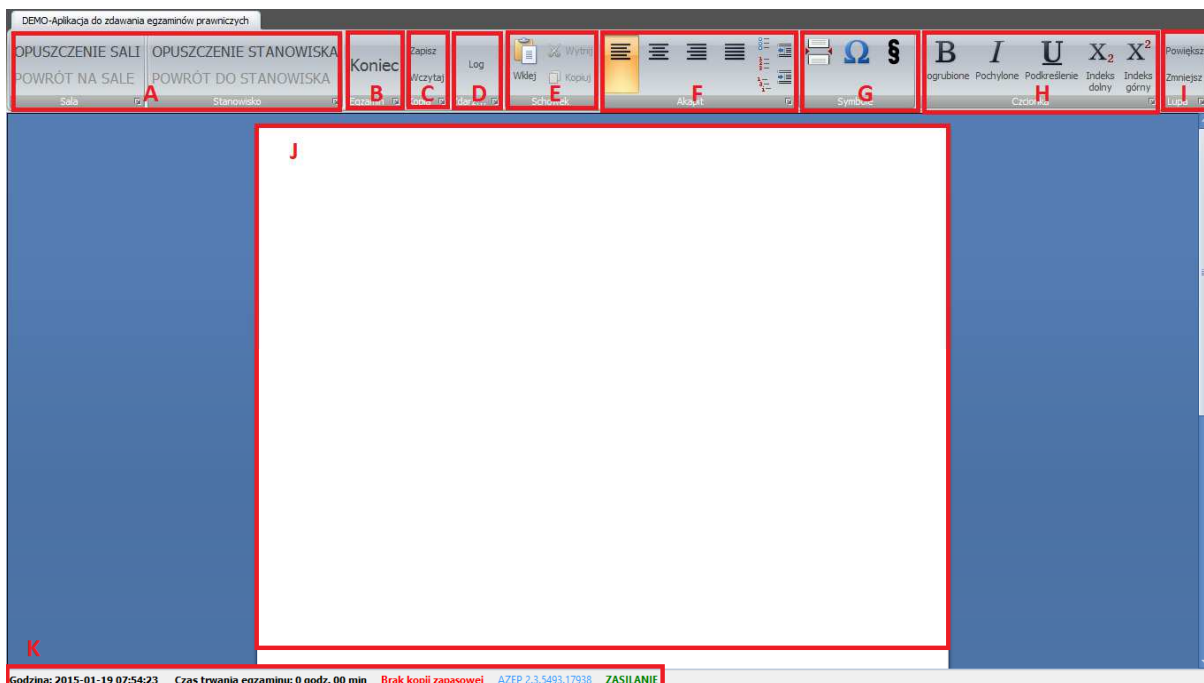 DEMO-Aplikacja do zdawania egzaminów prawniczych
OPUSZCZENIE SALI OPUSZCZENIE STANOWISKA
POWRÓT NA SALE POWRÓT DO STANOWISKA
Sala A Stanowisko
Koniec
Egzamin B
Zapisz
Wczytaj
C
Log
D
Wklej Wytnij
Kopiuj
Schowek E
Akapit F
Ω §
Symbole G
B I U X₂ X²
ogrubione Pochylone Podkreślenie Indeks dolny Indeks górny
Czcionka H
Powiększ
Zmniejsz
Lupa I
J
K
Godzina: 2015-01-19 07:54:23 Czas trwania egzaminu: 0 godz. 00 min Brak kopii zapasowej AZEP 2.3.5493.17938 ZASILANIE